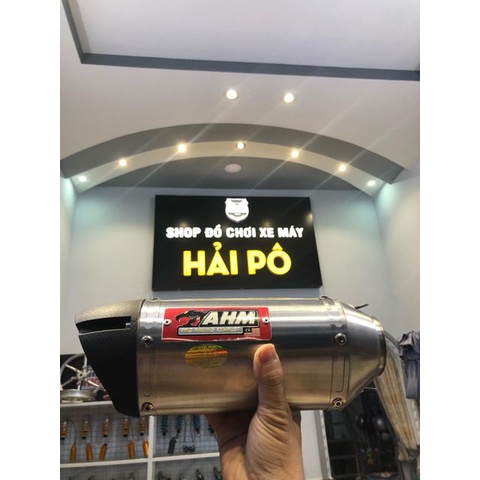 SHOP ĐỒ CHƠI XE MÁY
HẢI PÔ
AHM